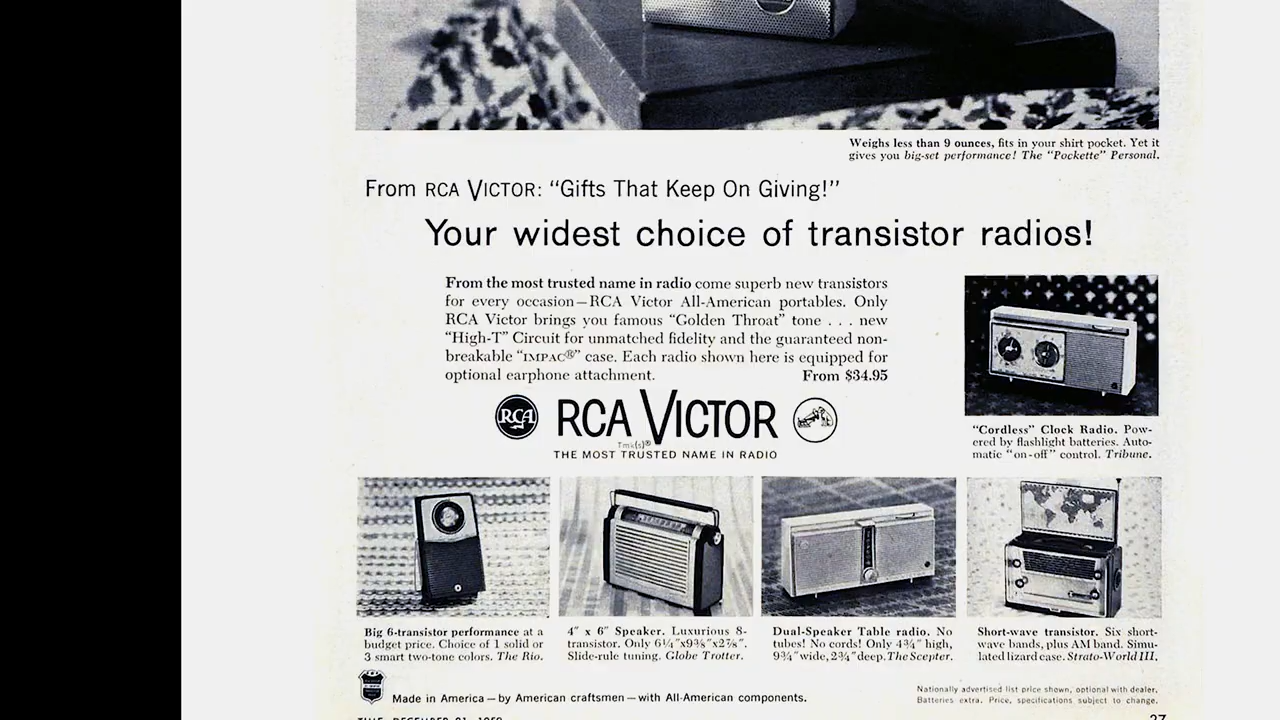 Weighs less than 9 ounces, fits in your shirt pocket. Yet it
gives you big-set performance! The "Pockette" Personal.
From RCA VICTOR: "Gifts That Keep On Giving!"
Your widest choice of transistor radios!
From the most trusted name in radio come superb new transistors
for every occasion—RCA Victor All-American portables. Only
RCA Victor brings you famous "Golden Throat" tone . . . new
"High-T" Circuit for unmatched fidelity and the guaranteed non-
breakable "IMPAC®" case. Each radio shown here is equipped for
optional earphone attachment. From $34.95
RCA RCA VICTOR
Tmk(s)®
THE MOST TRUSTED NAME IN RADIO
"Cordless" Clock Radio. Pow-
ered by flashlight batteries. Auto-
matic "on-off" control. Tribune.
Big 6-transistor performance at a
budget price. Choice of 1 solid or
3 smart two-tone colors. The Rio.
4" x 6" Speaker. Luxurious 8-
transistor. Only 6¼"x9⅜"x2⅞".
Slide-rule tuning. Globe Trotter.
Dual-Speaker Table radio. No
tubes! No cords! Only 4¾" high,
9¾" wide, 2¾" deep. The Scepter.
Short-wave transistor. Six short-
wave bands, plus AM band. Simu-
lated lizard case. Strato-World III.
Made in America—by American craftsmen—with All-American components.
Nationally advertised list price shown, optional with dealer.
Batteries extra. Price, specifications subject to change.
TIME, DECEMBER 21, 1959
27